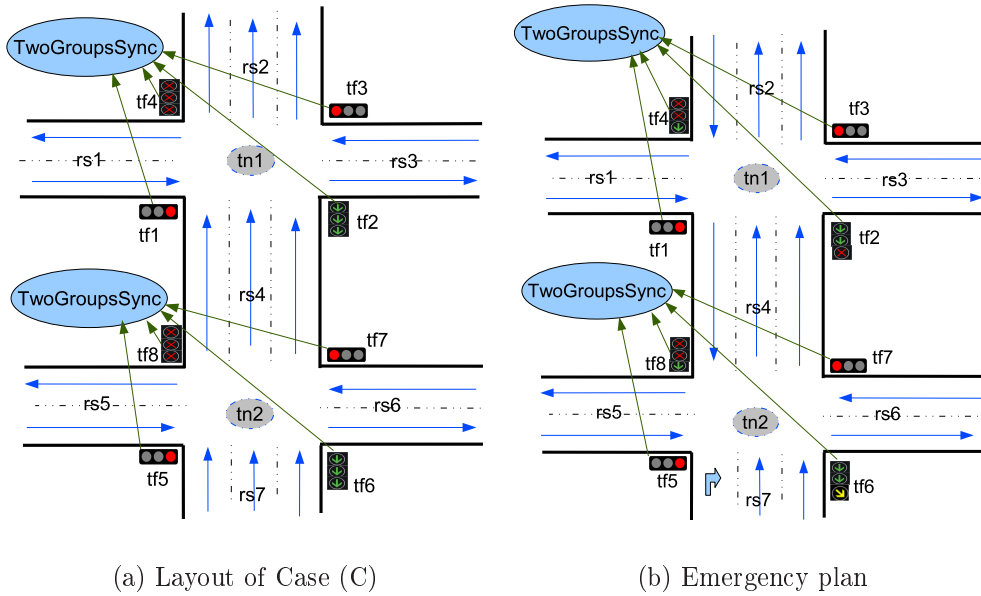 TwoGroupsSync
rs2
tf3
tf4
rs1
tn1
rs3
tf1
tf2
TwoGroupsSync
rs4
tf7
tf8
rs5
tn2
rs6
tf5
tf6
rs7
(a) Layout of Case (C)
TwoGroupsSync
rs2
tf3
tf4
rs1
tn1
rs3
tf1
tf2
TwoGroupsSync
rs4
tf7
tf8
rs5
tn2
rs6
tf5
tf6
rs7
(b) Emergency plan